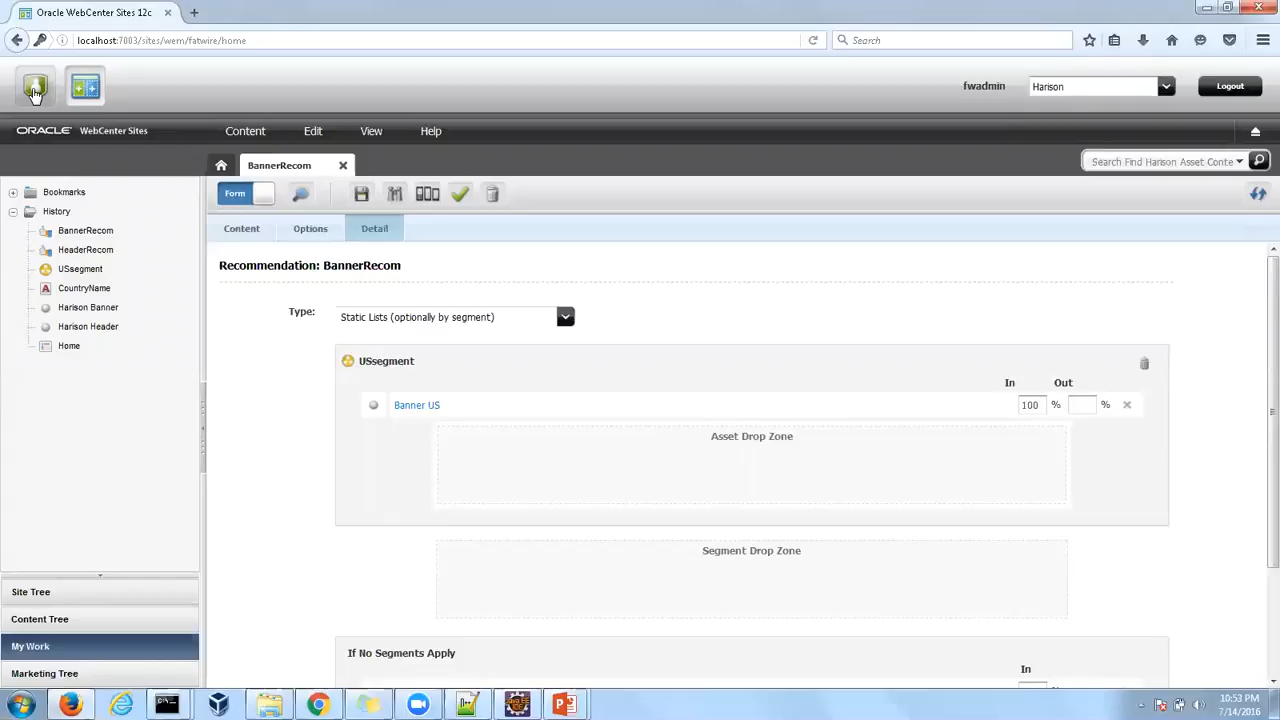 Oracle WebCenter Sites 12c
localhost:7003/sites/wem/fatwire/home
Search
fwadmin
Harison
Logout
ORACLE WebCenter Sites
Content
Edit
View
Help
BannerRecom
Search Find Harison Asset Conte
Form
Bookmarks
History
BannerRecom
HeaderRecom
USsegment
CountryName
Harison Banner
Harison Header
Home
Content
Options
Detail
Recommendation: BannerRecom
Type:
Static Lists (optionally by segment)
USsegment
In Out
Banner US 100 % %
Asset Drop Zone
Segment Drop Zone
If No Segments Apply
In
Site Tree
Content Tree
My Work
Marketing Tree
10:53 PM
7/14/2016